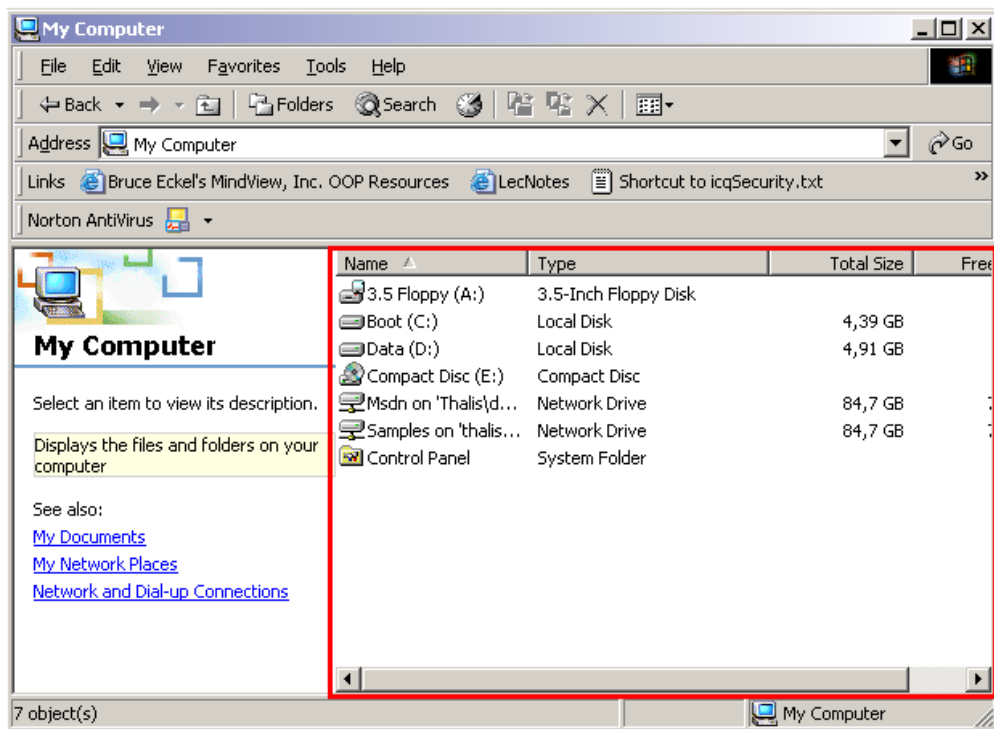 My Computer
File Edit View Favorites Tools Help
Back Folders Search
Address My Computer Go
Links Bruce Eckel's MindView, Inc. OOP Resources LecNotes Shortcut to icqSecurity.txt »
Norton AntiVirus
My Computer
Select an item to view its description.
Displays the files and folders on your
computer
See also:
My Documents
My Network Places
Network and Dial-up Connections
Name Type Total Size Free
3.5 Floppy (A:) 3.5-Inch Floppy Disk
Boot (C:) Local Disk 4,39 GB
Data (D:) Local Disk 4,91 GB
Compact Disc (E:) Compact Disc
Msdn on 'Thalis\d... Network Drive 84,7 GB
Samples on 'thalis... Network Drive 84,7 GB
Control Panel System Folder
7 object(s) My Computer